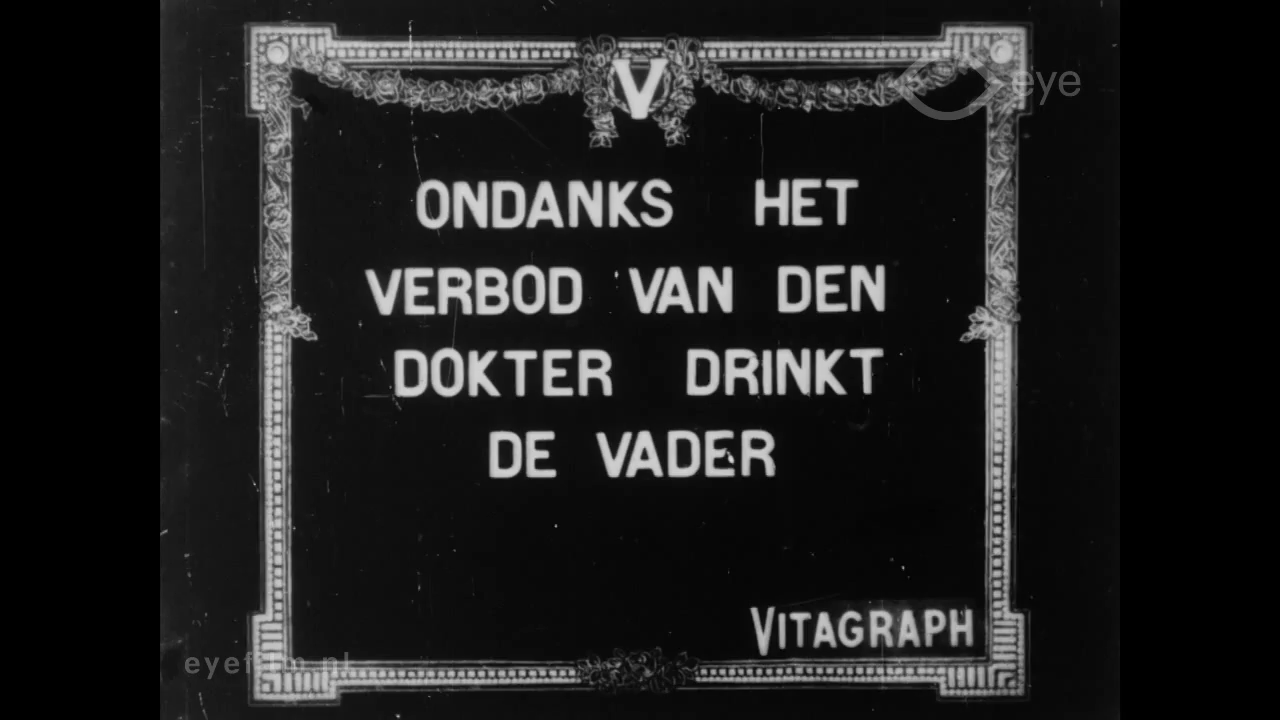 V
eye
ONDANKS HET
VERBOD VAN DEN
DOKTER DRINKT
DE VADER
VITAGRAPH
eyefilm.nl